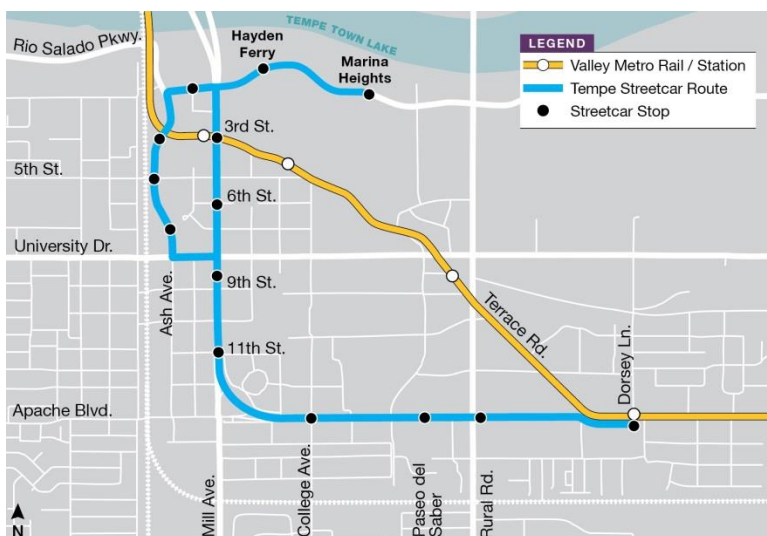 Rio Salado Pkwy.
Hayden
Ferry
TEMPE TOWN LAKE
Marina
Heights
LEGEND
Valley Metro Rail / Station
Tempe Streetcar Route
Streetcar Stop
3rd St.
5th St.
6th St.
University Dr.
9th St.
Ash Ave.
Terrace Rd.
11th St.
Dorsey Ln.
Apache Blvd.
Mill Ave.
College Ave.
Paseo del
Saber
Rural Rd.
N